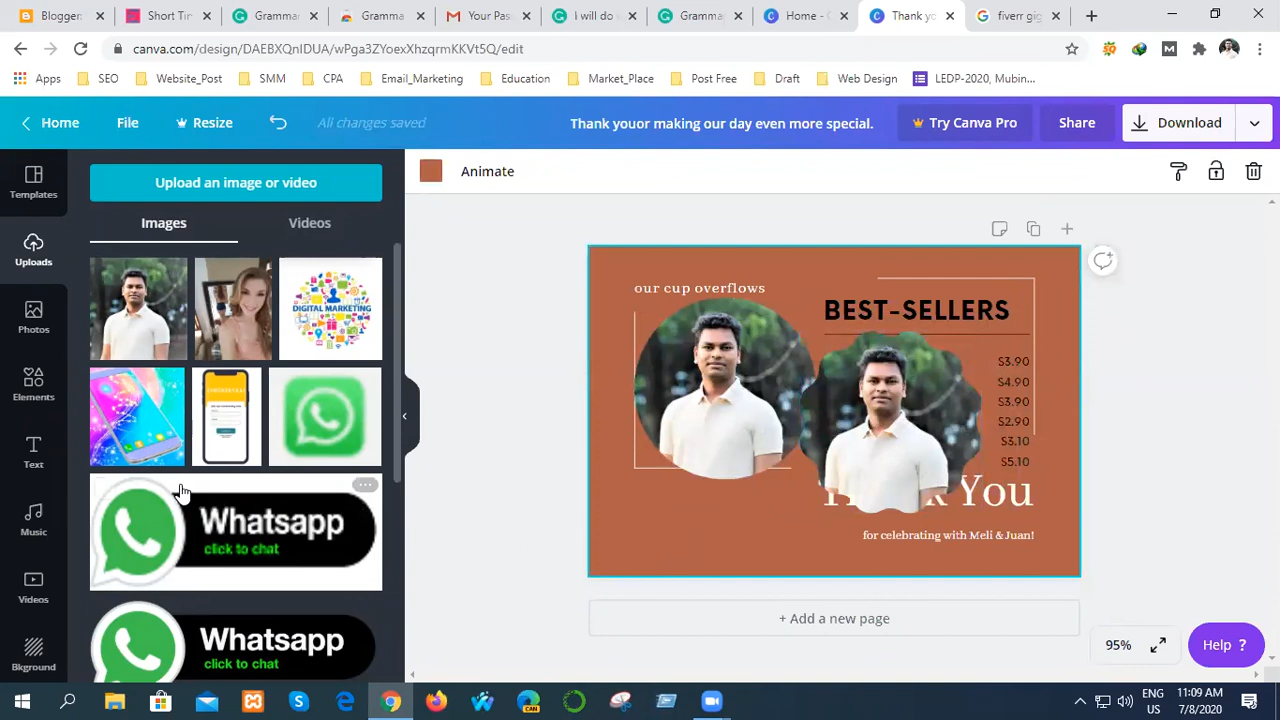 Blogger:
Short Tim
Grammar
Gramma
Your Pas
I will do
Gramma
Home - C
Thank yo
fiverr gig
canva.com/design/DAEBXQnIDUA/wPga3ZYoexXhzqrmKKVt5Q/edit
Apps
SEO
Website_Post
SMM
CPA
Email_Marketing
Education
Market_Place
Post Free
Draft
Web Design
LEDP-2020, Mubin...
Home
File
Resize
All changes saved
Thank youor making our day even more special.
Try Canva Pro
Share
Download
Templates
Uploads
Photos
Elements
Text
Music
Videos
Bkground
Upload an image or video
Images
Videos
DIGITAL MARKETING
Whatsapp
click to chat
Whatsapp
click to chat
Animate
our cup overflows
BEST-SELLERS
$3.90
$4.90
$3.90
$2.90
$3.10
$5.10
You
for celebrating with Meli & Juan!
+ Add a new page
95%
Help ?
CAN
ENG
US
11:09 AM
7/8/2020